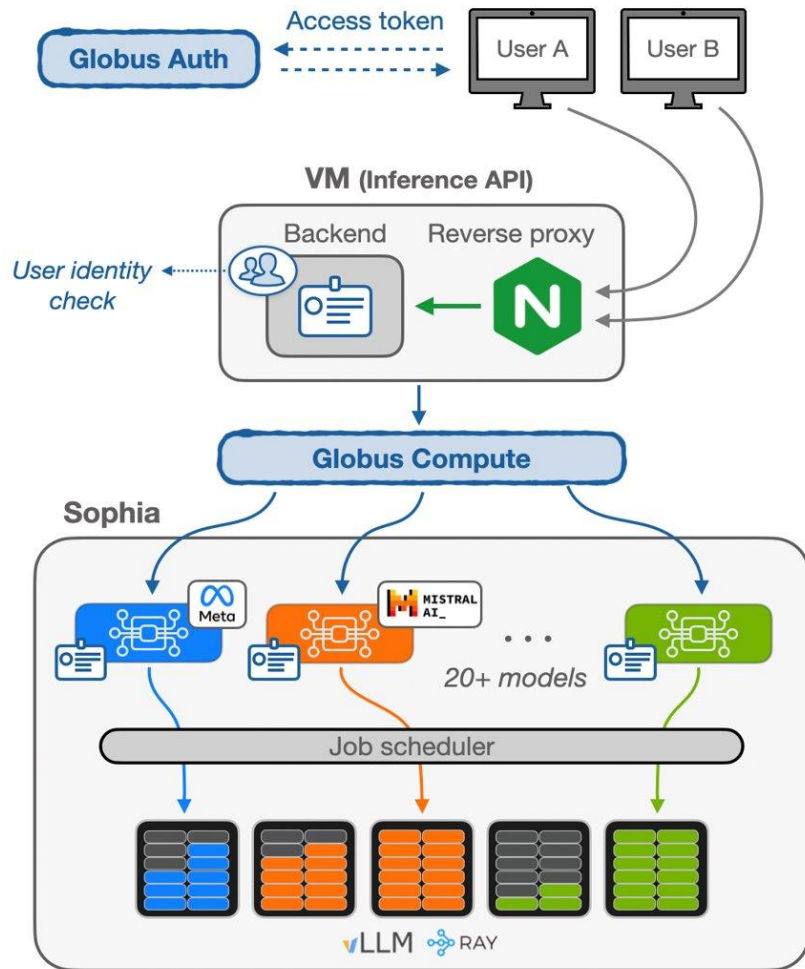 Access token
Globus Auth
User A
User B
VM (Inference API)
Backend
Reverse proxy
User identity
check
N
Globus Compute
Sophia
Meta
MISTRAL
AI_
...
20+ models
Job scheduler
vLLM
RAY